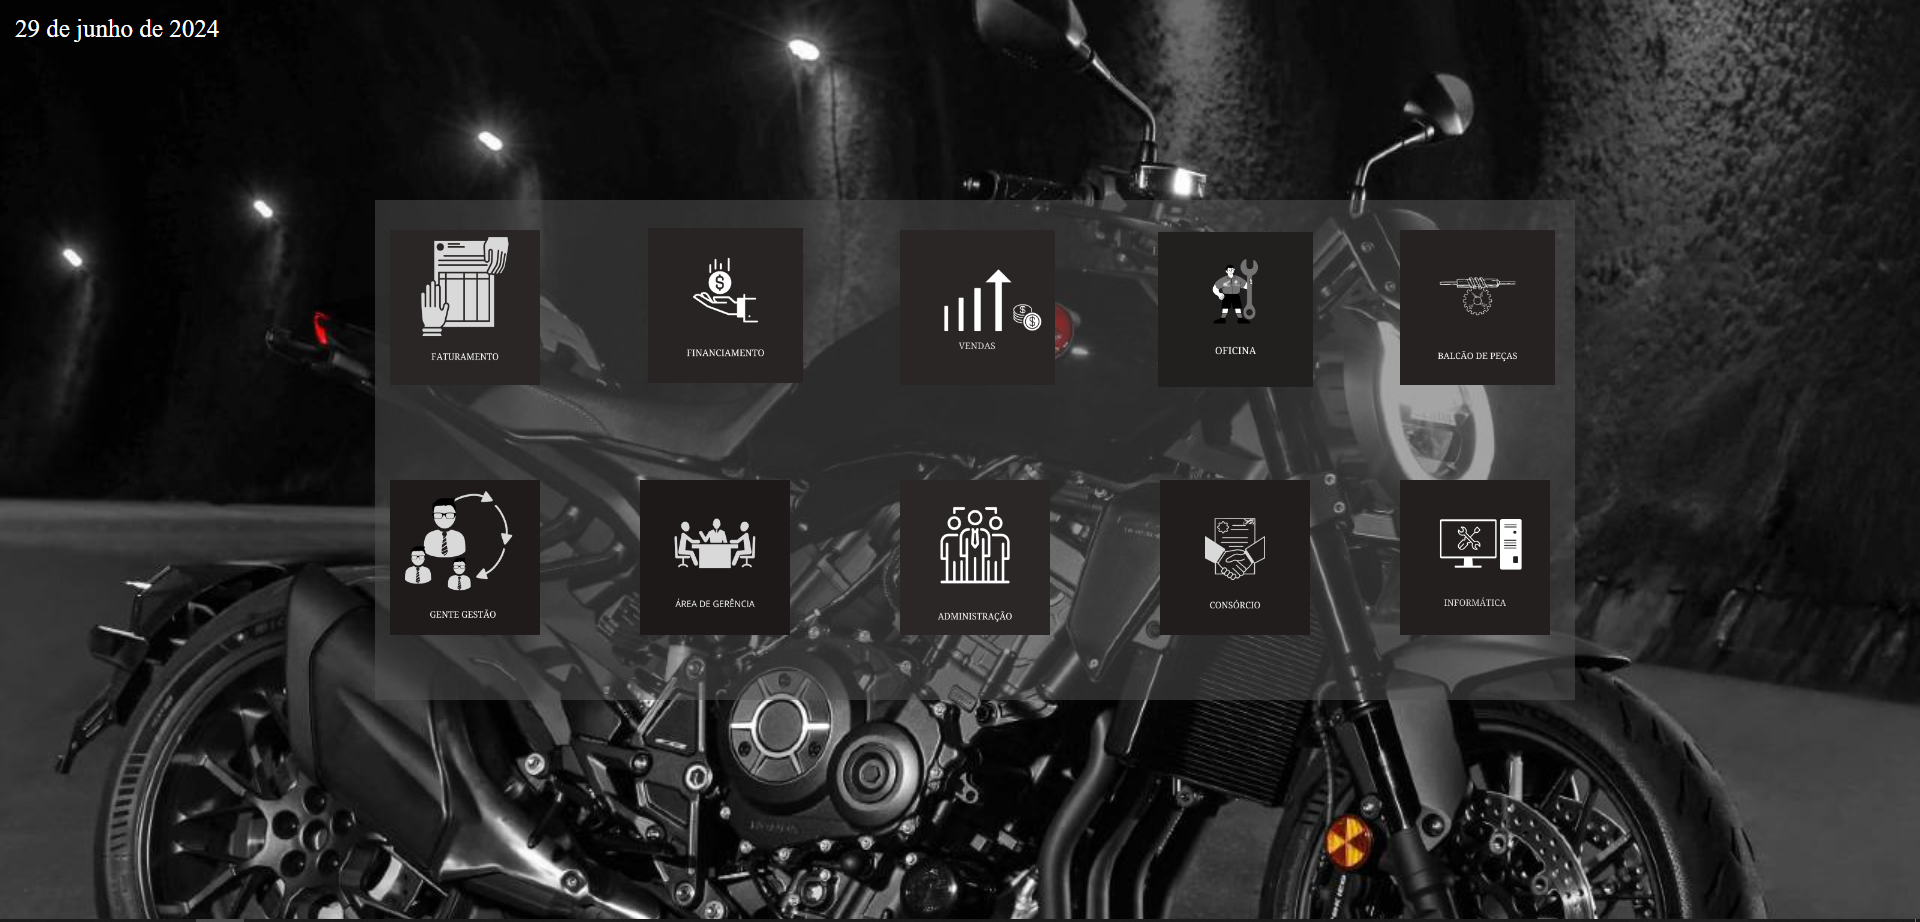 29 de junho de 2024
FATURAMENTO
FINANCIAMENTO
VENDAS
OFICINA
BALCÃO DE PEÇAS
GENTE GESTÃO
ÁREA DE GERÊNCIA
ADMINISTRAÇÃO
CONSÓRCIO
INFORMÁTICA